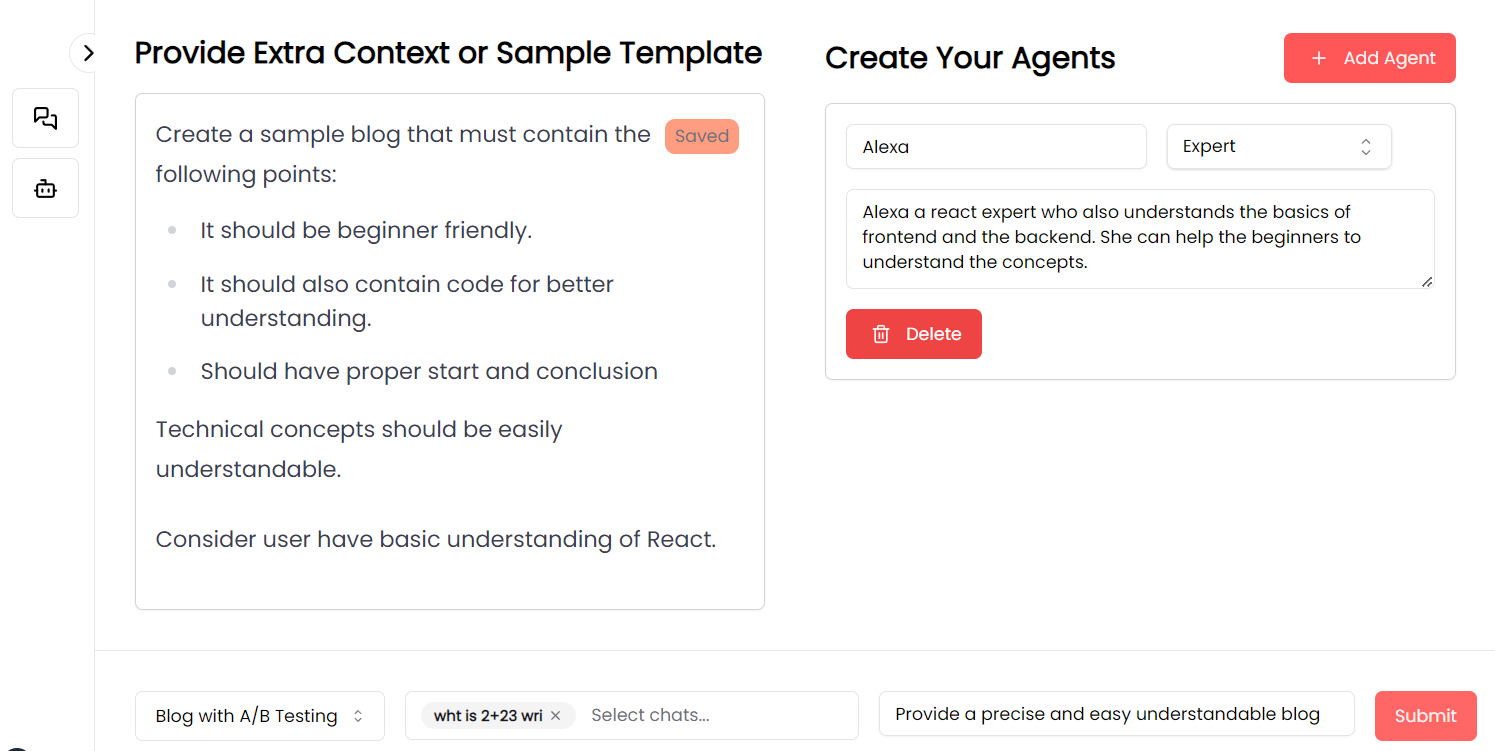 Provide Extra Context or Sample Template
Create a sample blog that must contain the
Saved
following points:
It should be beginner friendly.
It should also contain code for better
understanding.
Should have proper start and conclusion
Technical concepts should be easily
understandable.
Consider user have basic understanding of React.
Create Your Agents
Add Agent
Alexa
Expert
Alexa a react expert who also understands the basics of
frontend and the backend. She can help the beginners to
understand the concepts.
Delete
Blog with A/B Testing
wht is 2+23 wri
Select chats...
Provide a precise and easy understandable blog
Submit